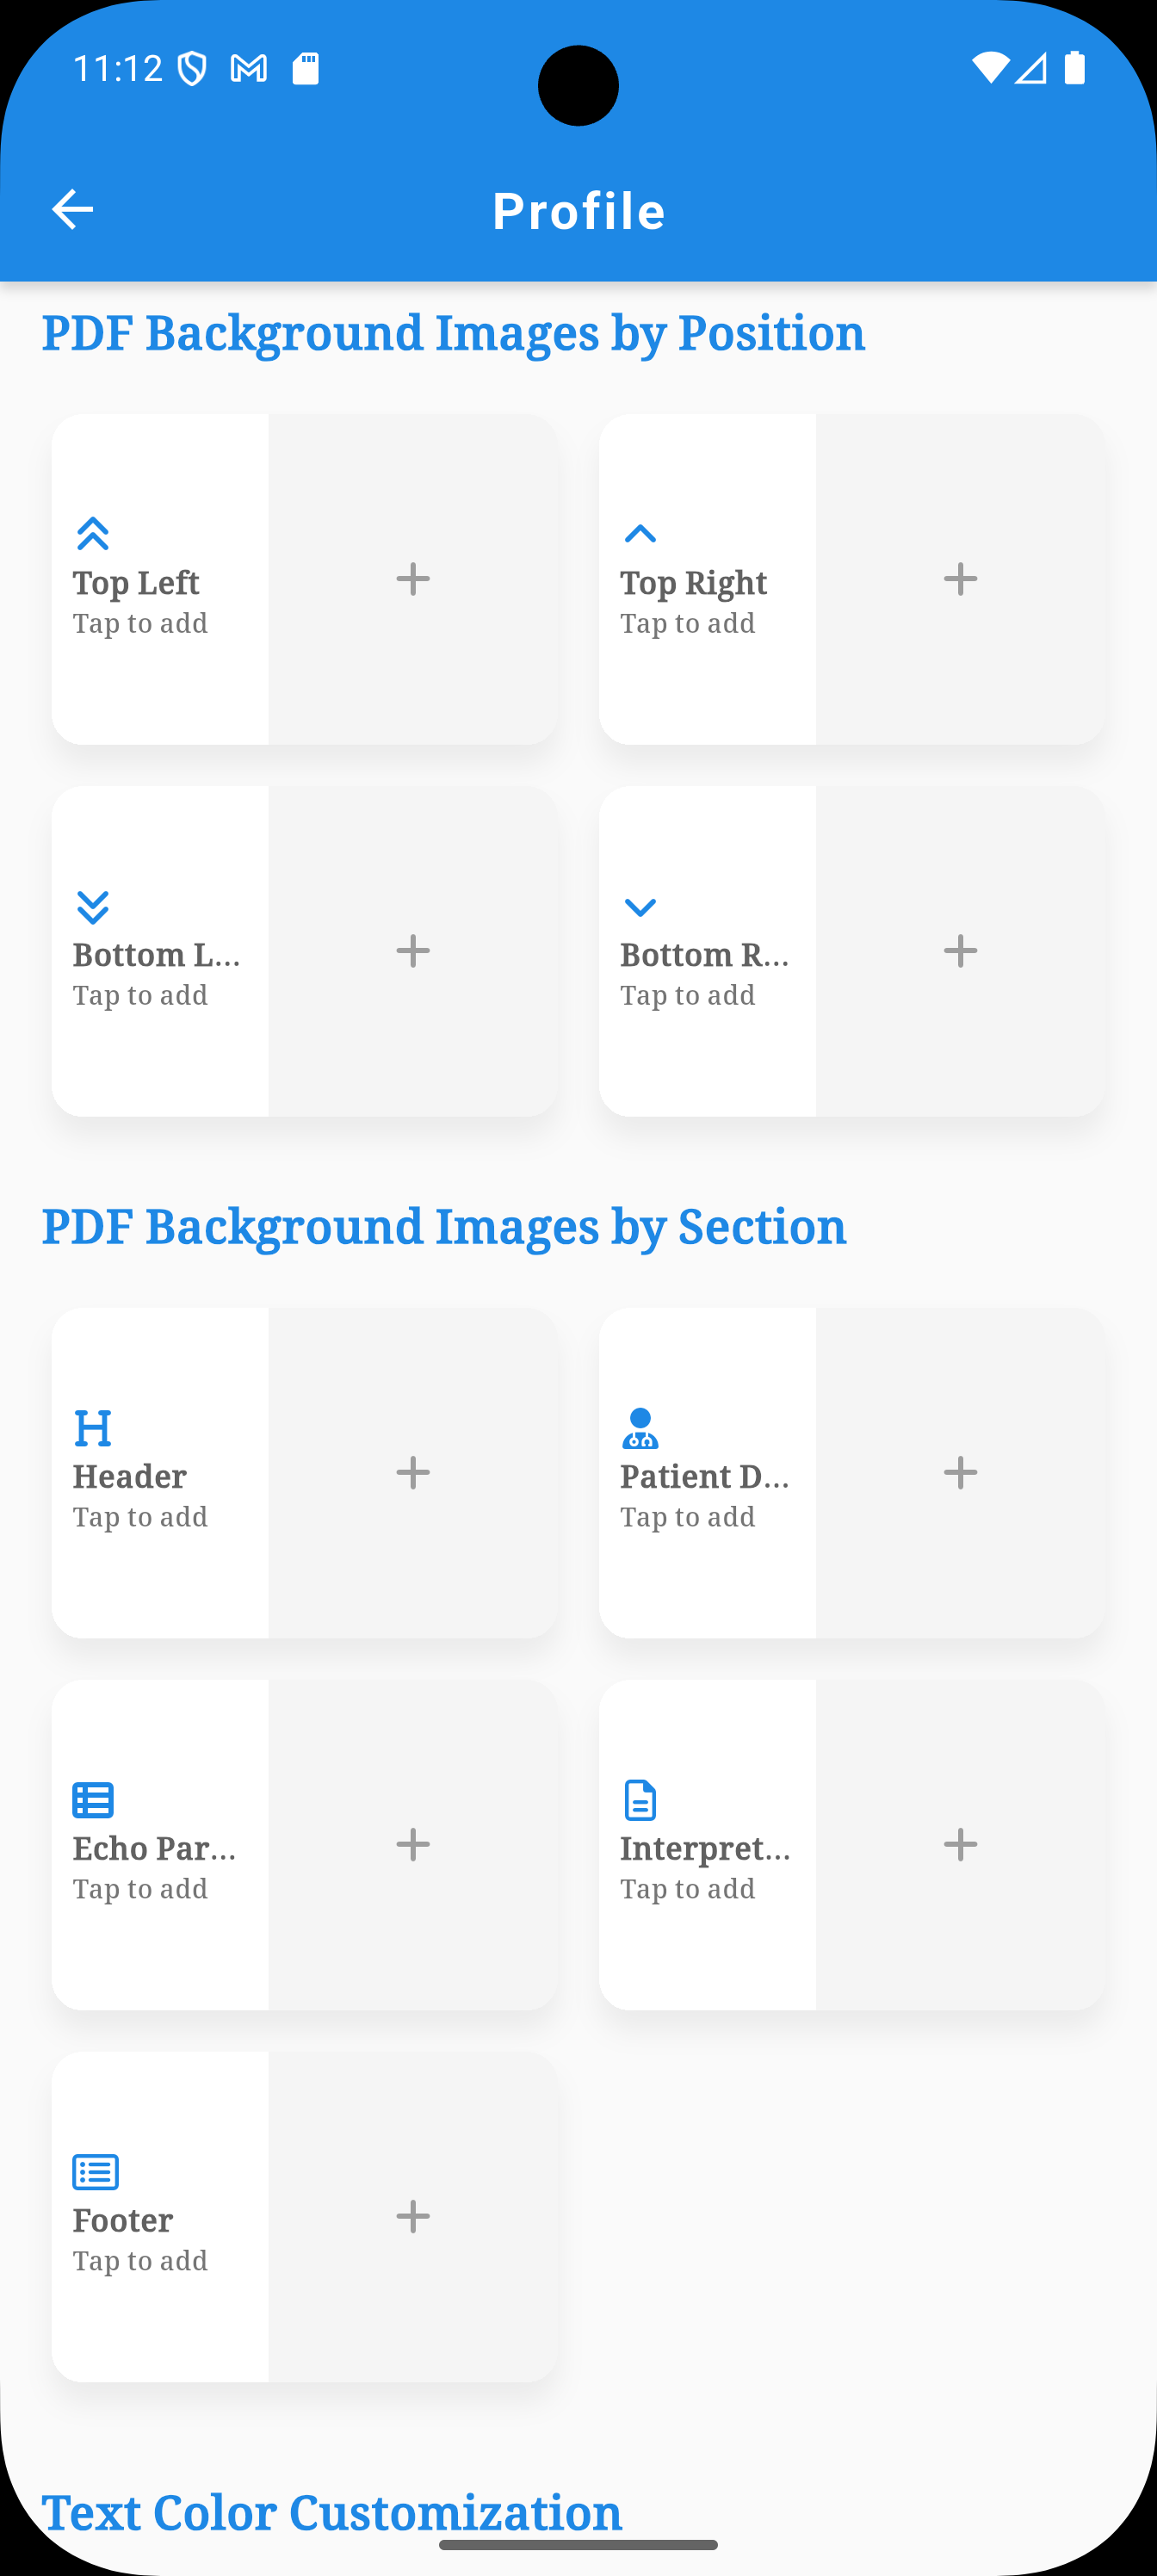 11:12
Profile
PDF Background Images by Position
Top Left
Tap to add
Top Right
Tap to add
Bottom L...
Tap to add
Bottom R...
Tap to add
PDF Background Images by Section
Header
Tap to add
Patient D...
Tap to add
Echo Par...
Tap to add
Interpret...
Tap to add
Footer
Tap to add
Text Color Customization